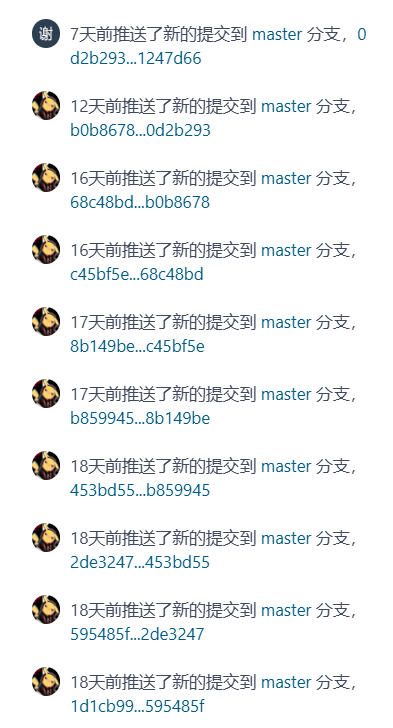 谢 7天前推送了新的提交到 master 分支，0
d2b293...1247d66
12天前推送了新的提交到 master 分支，
b0b8678...0d2b293
16天前推送了新的提交到 master 分支，
68c48bd...b0b8678
16天前推送了新的提交到 master 分支，
c45bf5e...68c48bd
17天前推送了新的提交到 master 分支，
8b149be...c45bf5e
17天前推送了新的提交到 master 分支，
b859945...8b149be
18天前推送了新的提交到 master 分支，
453bd55...b859945
18天前推送了新的提交到 master 分支，
2de3247...453bd55
18天前推送了新的提交到 master 分支，
595485f...2de3247
18天前推送了新的提交到 master 分支，
1d1cb99...595485f